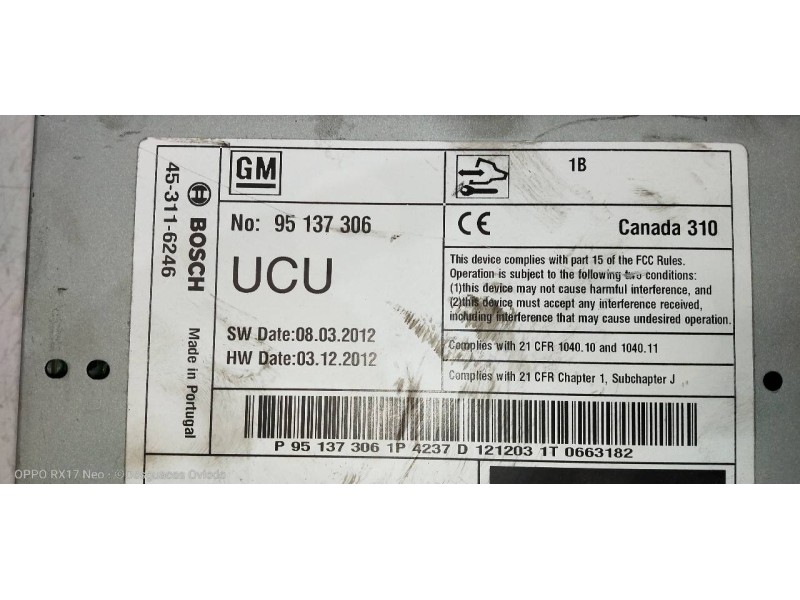 GM
1B
No: 95 137 306
CE
Canada 310
UCU
This device complies with part 15 of the FCC Rules.
Operation is subject to the following two conditions:
(1)this device may not cause harmful interference, and
(2)this device must accept any interference received,
including interference that may cause undesired operation.
SW Date:08.03.2012
HW Date:03.12.2012
Complies with 21 CFR 1040.10 and 1040.11
Complies with 21 CFR Chapter 1, Subchapter J
P 95 137 306 1P 4237 D 121203 1T 0663182
BOSCH
Made in Portugal
45-311-6246
OPPO RX17 Neo · ©Desguaces Oviedo